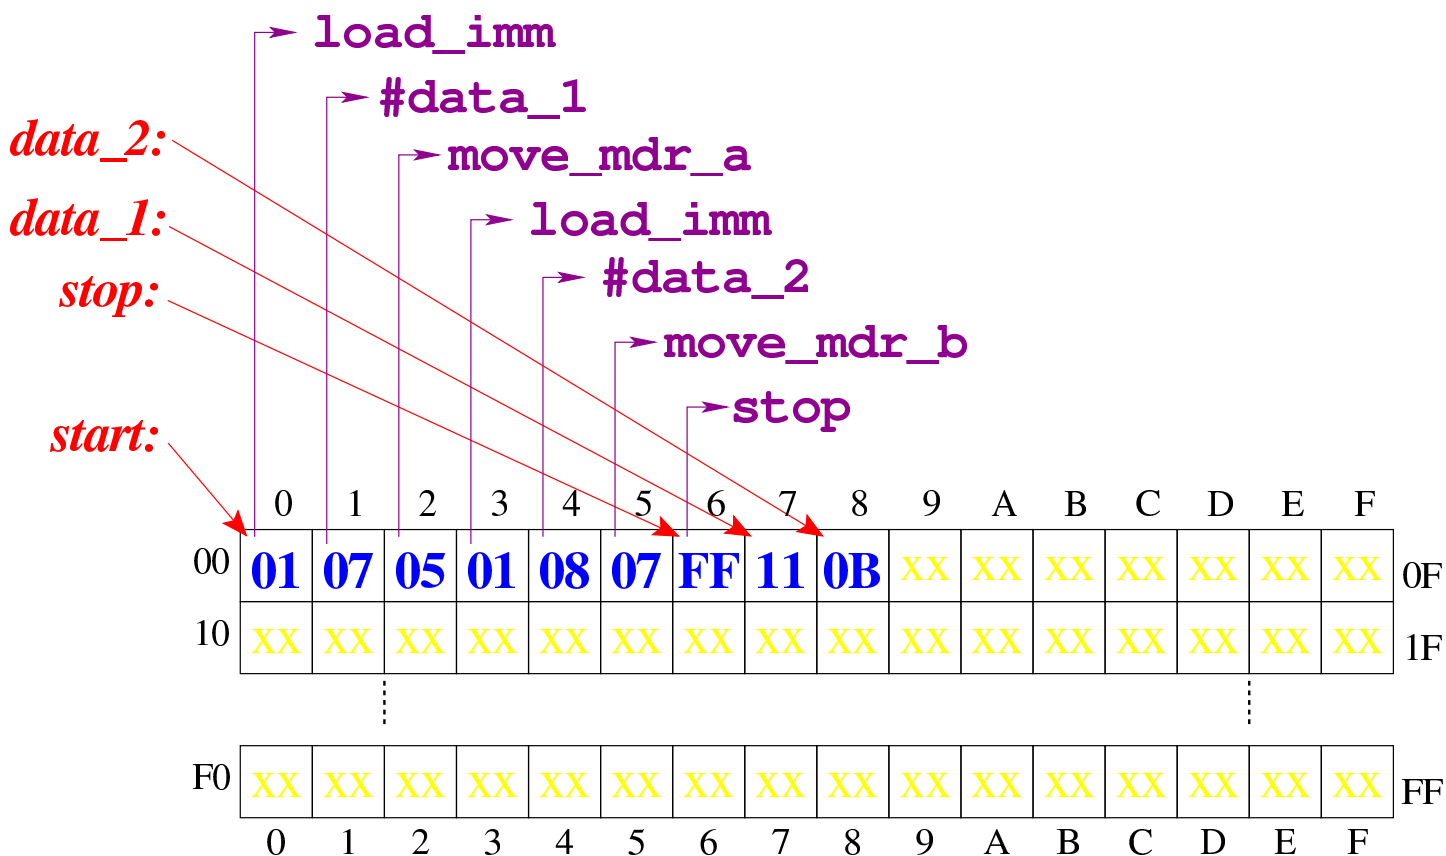 load_imm
#data_1
data_2:
move_mdr_a
data_1:
load_imm
#data_2
stop:
move_mdr_b
stop
start:
0 1 2 3 4 5 6 7 8 9 A B C D E F
00 01 07 05 01 08 07 FF 11 0B XX XX XX XX XX XX XX 0F
10 XX XX XX XX XX XX XX XX XX XX XX XX XX XX XX XX 1F
F0 XX XX XX XX XX XX XX XX XX XX XX XX XX XX XX XX FF
0 1 2 3 4 5 6 7 8 9 A B C D E F